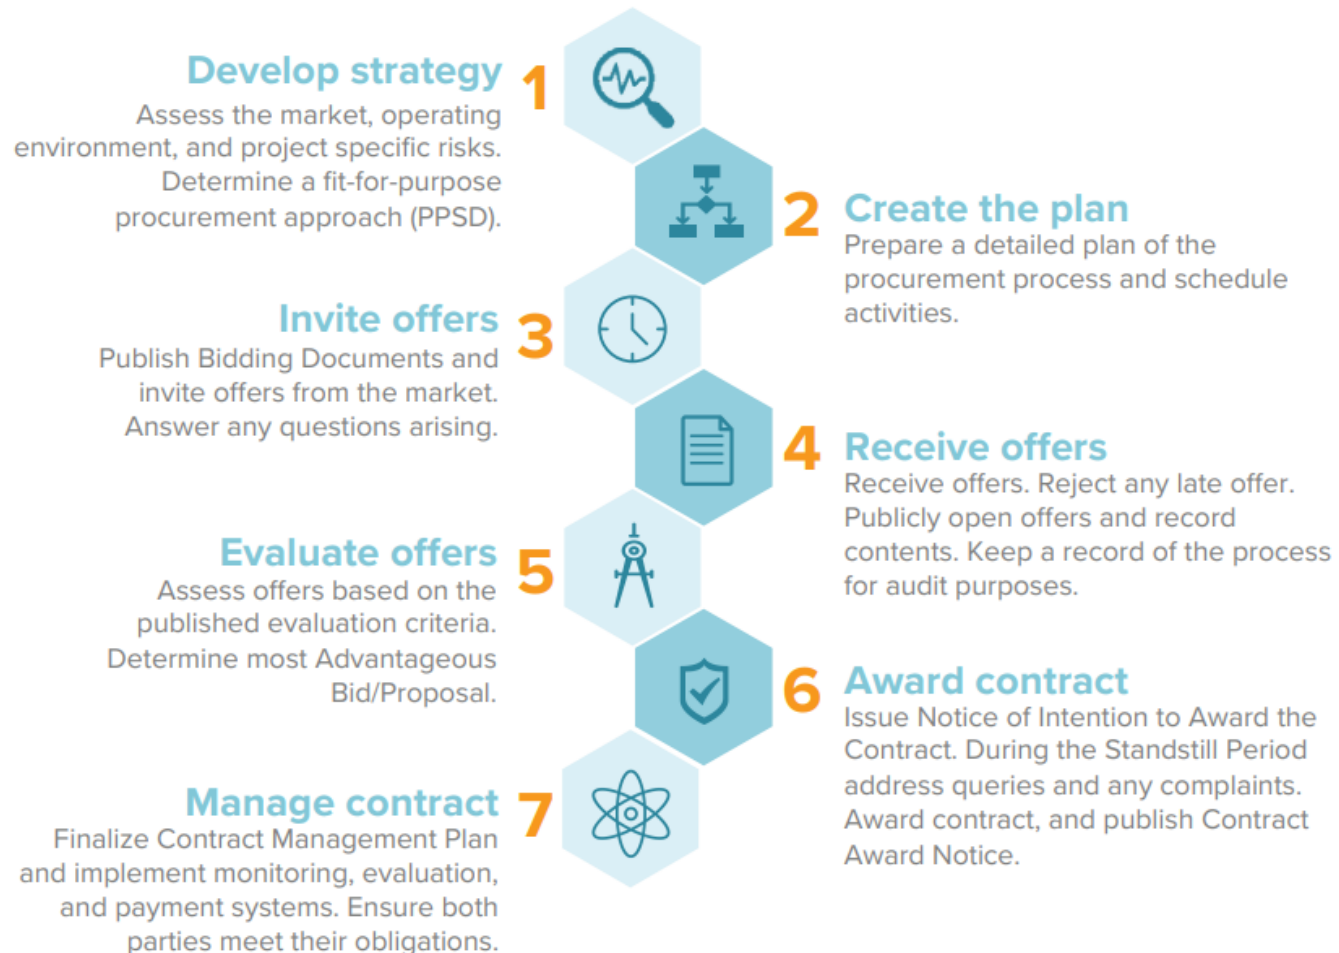 Develop strategy
1
Assess the market, operating
environment, and project specific risks.
Determine a fit-for-purpose
procurement approach (PPSD).
2
Create the plan
Prepare a detailed plan of the
procurement process and schedule
activities.
Invite offers
3
Publish Bidding Documents and
invite offers from the market.
Answer any questions arising.
4
Receive offers
Receive offers. Reject any late offer.
Publicly open offers and record
contents. Keep a record of the process
for audit purposes.
Evaluate offers
5
Assess offers based on the
published evaluation criteria.
Determine most Advantageous
Bid/Proposal.
6
Award contract
Issue Notice of Intention to Award the
Contract. During the Standstill Period
address queries and any complaints.
Award contract, and publish Contract
Award Notice.
Manage contract
7
Finalize Contract Management Plan
and implement monitoring, evaluation,
and payment systems. Ensure both
parties meet their obligations.